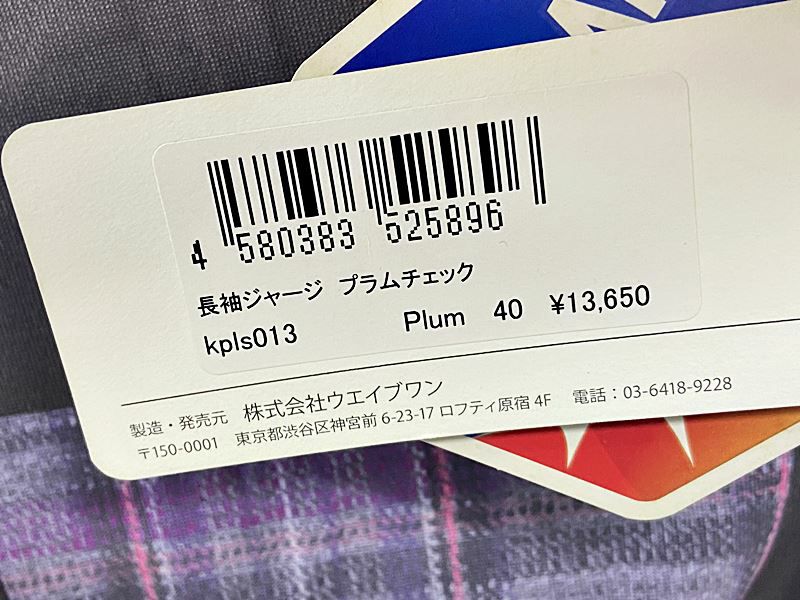 4 580383 525896
長袖ジャージ プラムチェック
kpls013 Plum 40 ¥13,650
製造・発売元 株式会社ウエイブワン
〒150-0001 東京都渋谷区神宮前 6-23-17 ロフティ原宿 4F 電話：03-6418-9228